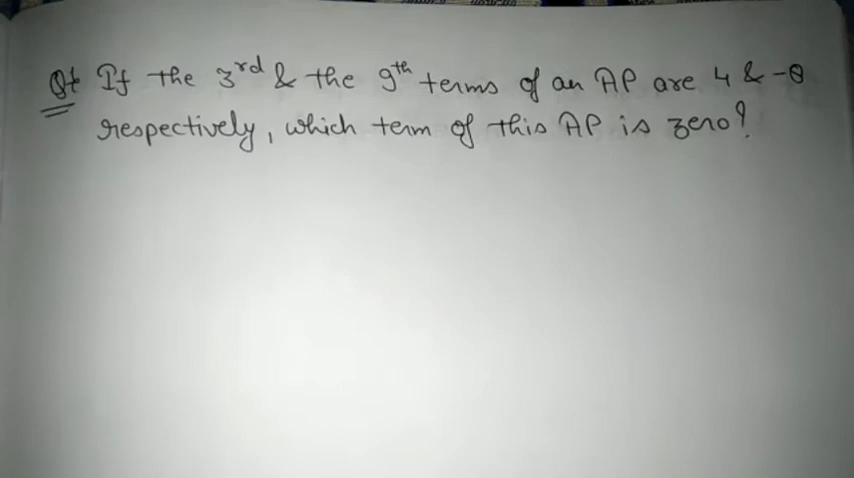 Q† If the 3rd & the 9th terms of an AP are 4 & -8
respectively, which term of this AP is zero?